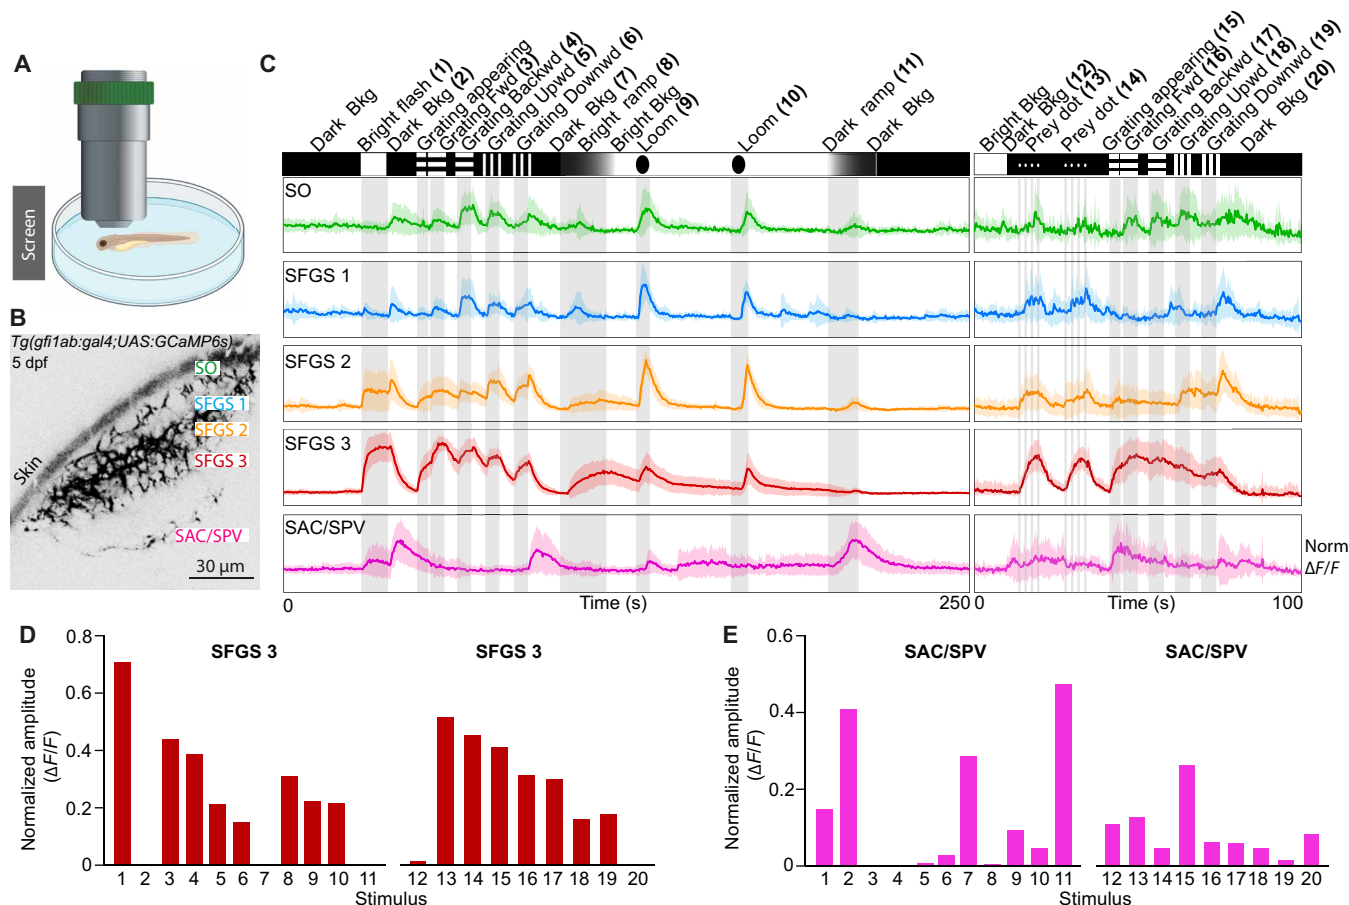 A
Screen
B
Tg(gfi1ab:gal4;UAS:GCaMP6s)
5 dpf
SO
SFGS 1
SFGS 2
SFGS 3
Skin
SAC/SPV
30 µm
C
Dark Bkg
Bright flash (1)
Dark Bkg (2)
Grating appearing
Grating Fwd (3)
Grating Backwd (4)
Grating Upwd (5)
Grating Downwd (6)
Dark Bkg (7)
Bright ramp (8)
Bright Bkg
Loom (9)
Loom (10)
Dark ramp (11)
Dark Bkg
Bright Bkg
Dark Bkg (12)
Prey dot (13)
Prey dot (14)
Grating appearing (15)
Grating Fwd (16)
Grating Backwd (17)
Grating Upwd (18)
Grating Downwd (19)
Dark Bkg (20)
SO
SFGS 1
SFGS 2
SFGS 3
SAC/SPV
Norm
ΔF/F
0 Time (s) 250
0 Time (s) 100
D
SFGS 3 SFGS 3
Normalized amplitude
(ΔF/F)
0.8
0.6
0.4
0.2
0
1 2 3 4 5 6 7 8 9 10 11 12 13 14 15 16 17 18 19 20
Stimulus
E
SAC/SPV SAC/SPV
Normalized amplitude
(ΔF/F)
0.6
0.4
0.2
0
1 2 3 4 5 6 7 8 9 10 11 12 13 14 15 16 17 18 19 20
Stimulus